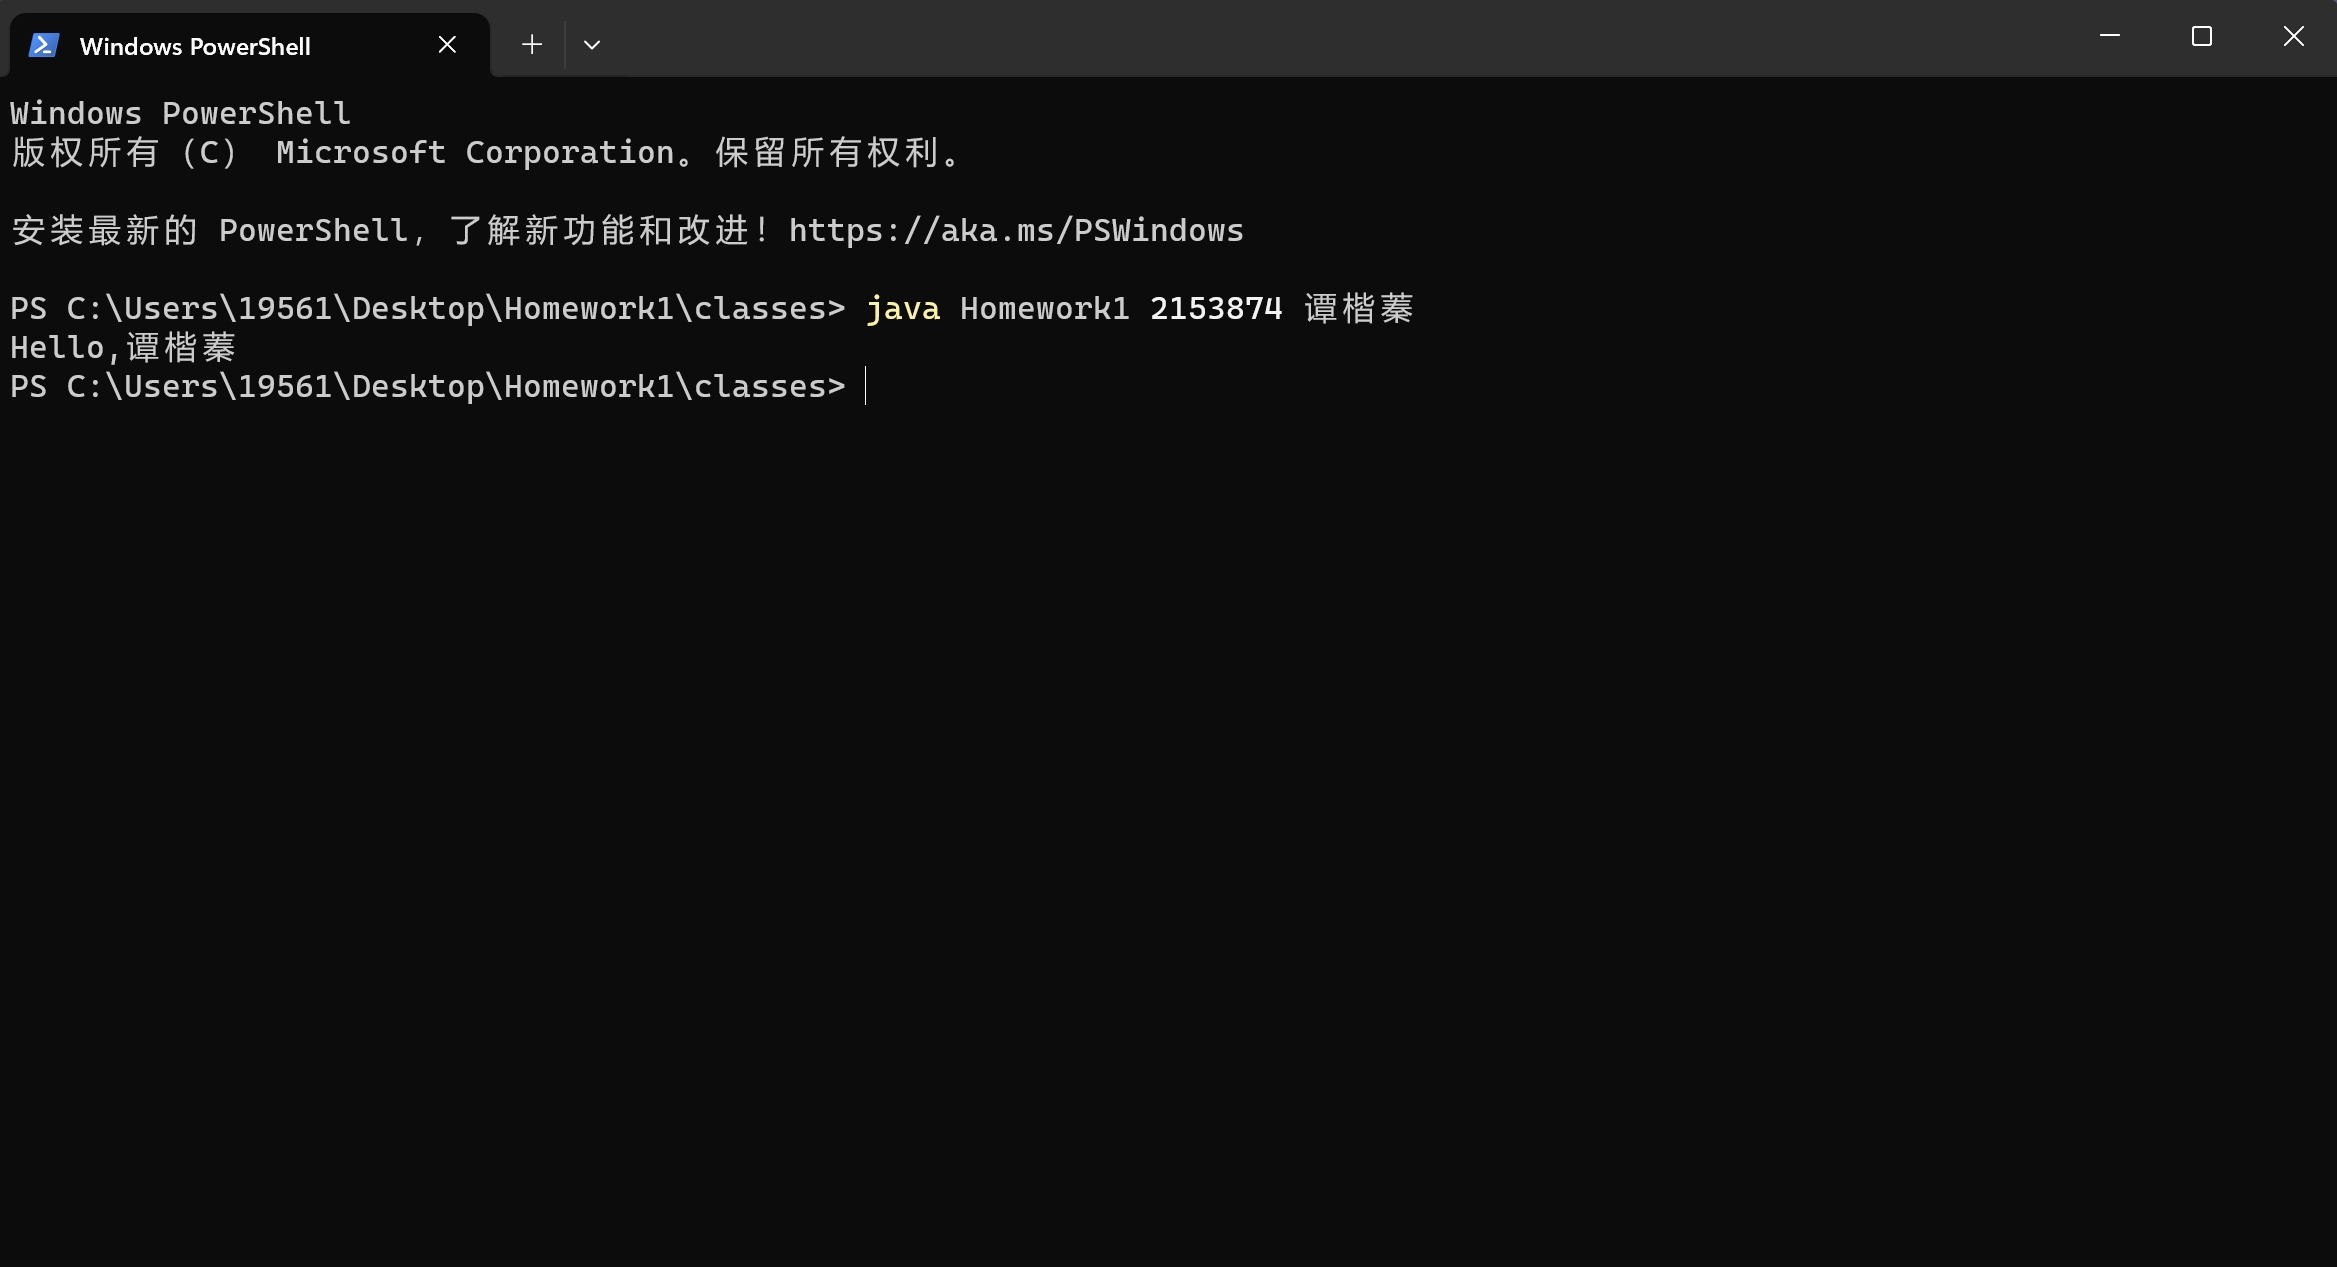 Windows PowerShell
Windows PowerShell
版权所有（C） Microsoft Corporation。保留所有权利。
安装最新的 PowerShell，了解新功能和改进！https://aka.ms/PSWindows
PS C:\Users\19561\Desktop\Homework1\classes> java Homework1 2153874 谭楷蓁
Hello,谭楷蓁
PS C:\Users\19561\Desktop\Homework1\classes>